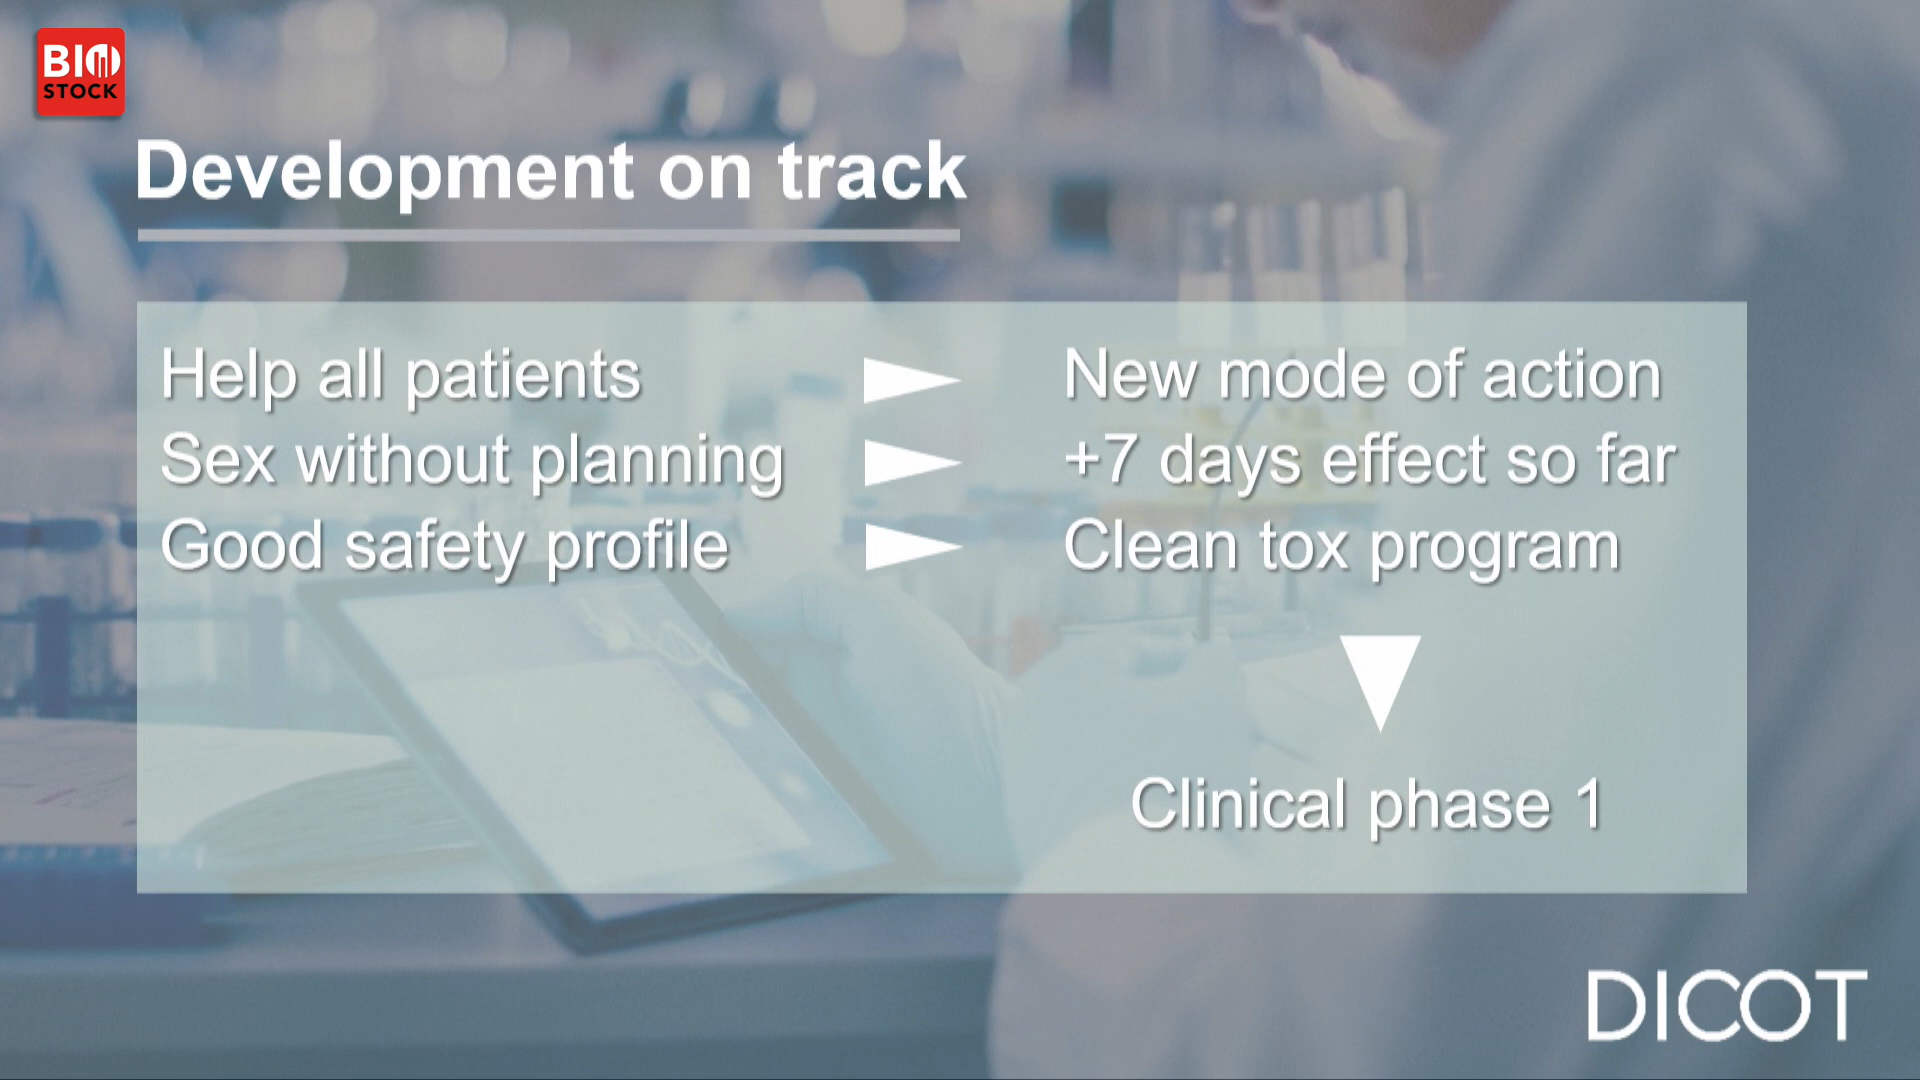 BIO
STOCK
Development on track
Help all patients
New mode of action
Sex without planning
+7 days effect so far
Good safety profile
Clean tox program
Clinical phase 1
DICOT